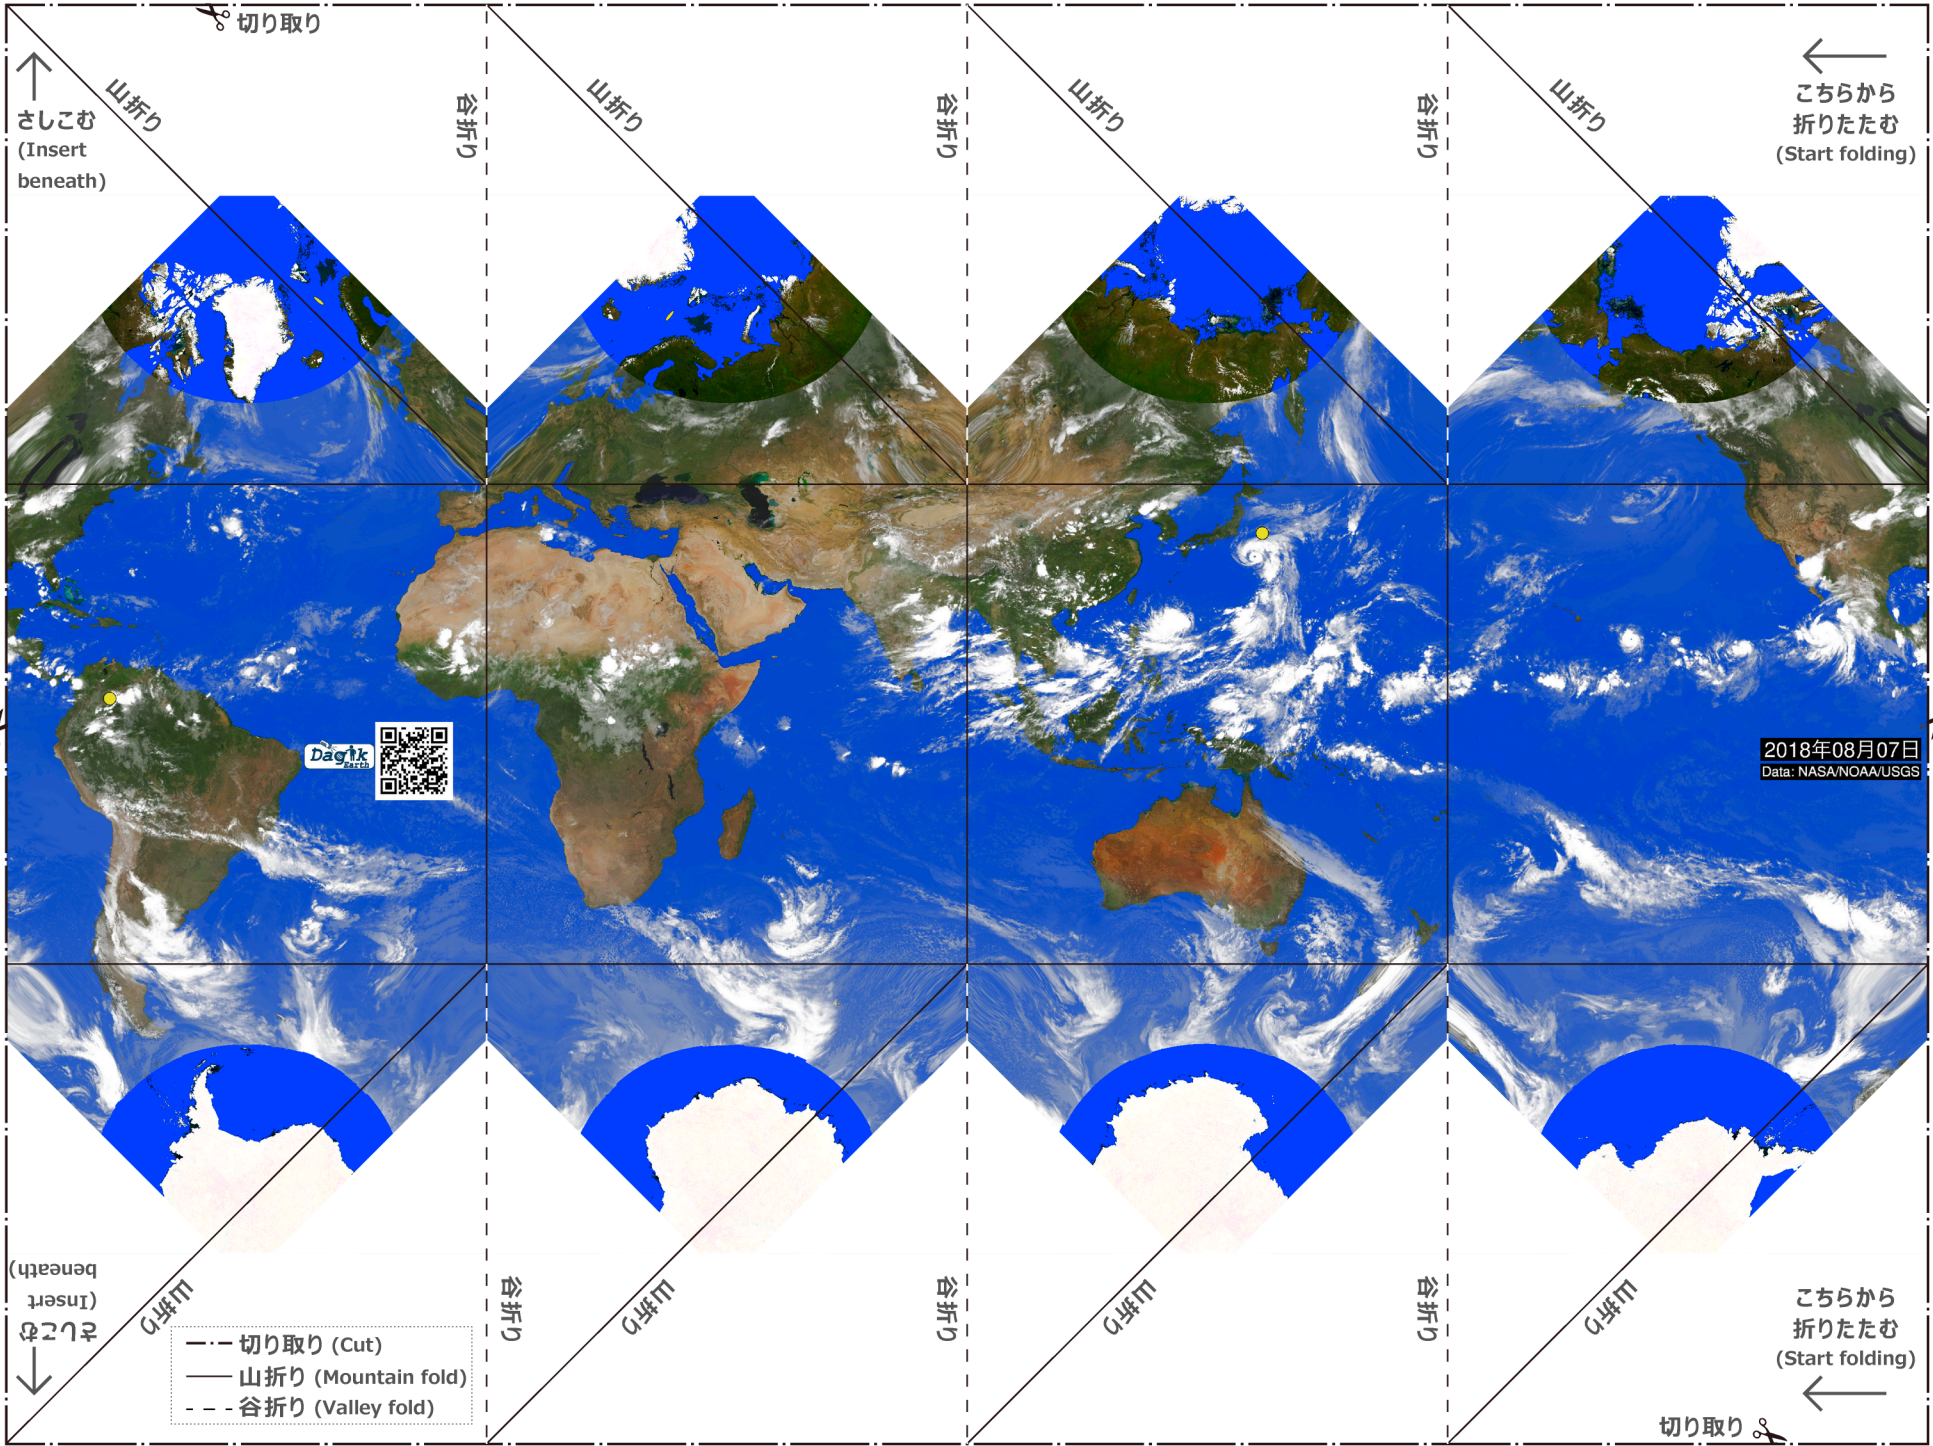 切り取り
山折り
谷折り
山折り
谷折り
山折り
谷折り
山折り
さしこむ
(Insert
beneath)
こちらから
折りたたむ
(Start folding)
Dagik
Earth
2018年08月07日
Data: NASA/NOAA/USGS
さしこむ
(Insert
beneath)
山折り
谷折り
山折り
谷折り
山折り
谷折り
山折り
こちらから
折りたたむ
(Start folding)
切り取り (Cut)
山折り (Mountain fold)
谷折り (Valley fold)
切り取り